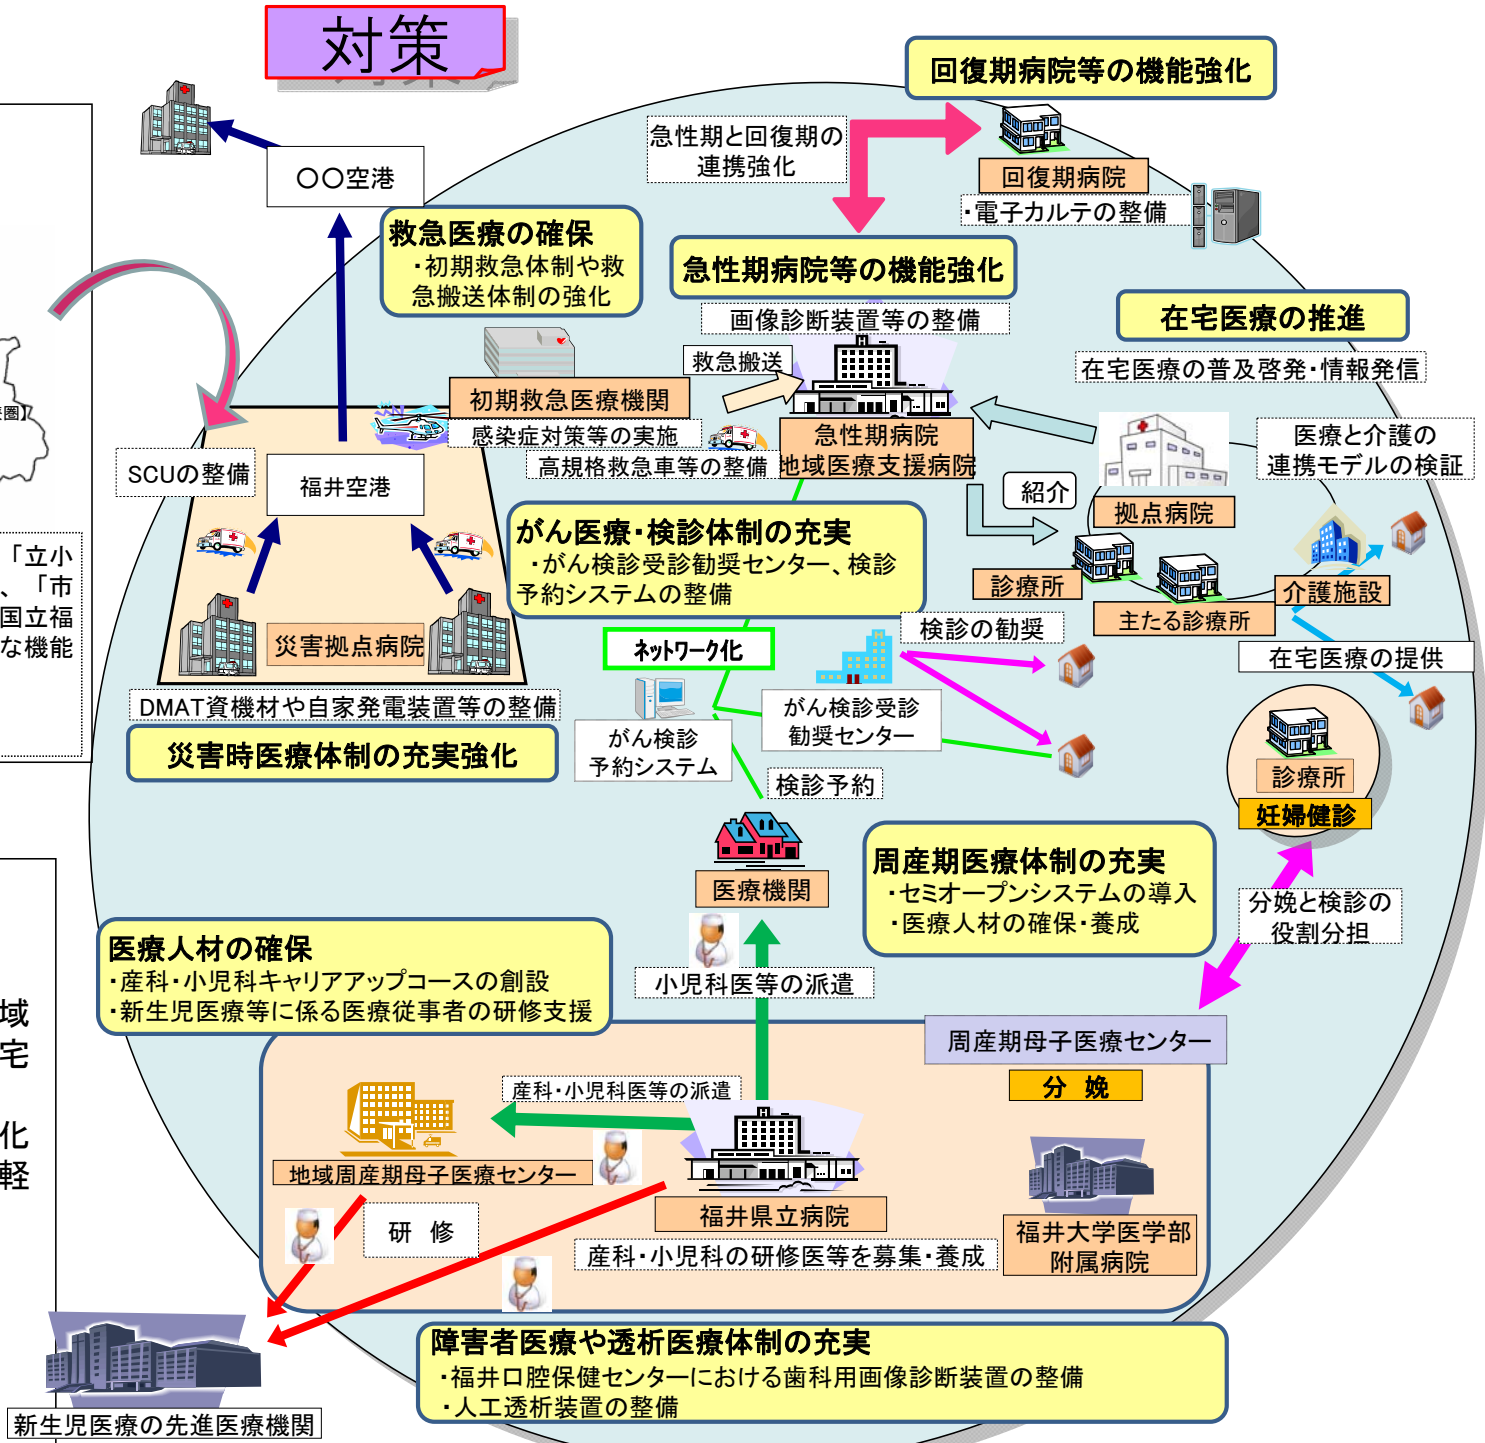 対策
回復期病院等の機能強化
急性期と回復期の
連携強化
回復期病院
・電子カルテの整備
〇〇空港
救急医療の確保
・初期救急体制や救
急搬送体制の強化
急性期病院等の機能強化
画像診断装置等の整備
在宅医療の推進
在宅医療の普及啓発・情報発信
救急搬送
初期救急医療機関
感染症対策等の実施
高規格救急車等の整備
急性期病院
地域医療支援病院
医療と介護の
連携モデルの検証
圏】
SCUの整備
福井空港
紹介
拠点病院
がん医療・検診体制の充実
・がん検診受診勧奨センター、検診
予約システムの整備
診療所
主たる診療所
介護施設
「立小
、「市
国立福
な機能
災害拠点病院
ネットワーク化
検診の勧奨
在宅医療の提供
DMAT資機材や自家発電装置等の整備
災害時医療体制の充実強化
がん検診
予約システム
がん検診受診
勧奨センター
検診予約
診療所
妊婦健診
医療機関
周産期医療体制の充実
・セミオープンシステムの導入
・医療人材の確保・養成
分娩と検診の
役割分担
医療人材の確保
・産科・小児科キャリアアップコースの創設
・新生児医療等に係る医療従事者の研修支援
小児科医等の派遣
域
宅
化
軽
周産期母子医療センター
分　娩
産科・小児科医等の派遣
地域周産期母子医療センター
研　修
福井県立病院
産科・小児科の研修医等を募集・養成
福井大学医学部
附属病院
障害者医療や透析医療体制の充実
・福井口腔保健センターにおける歯科用画像診断装置の整備
・人工透析装置の整備
新生児医療の先進医療機関